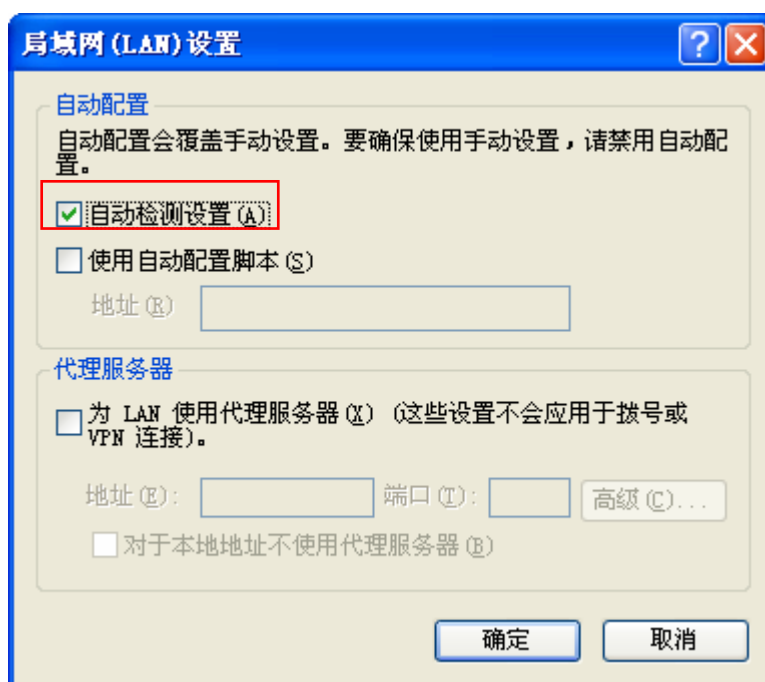 局域网(LAN)设置
自动配置
自动配置会覆盖手动设置。要确保使用手动设置，请禁用自动配
置。
自动检测设置(A)
使用自动配置脚本(S)
地址(R)
代理服务器
为 LAN 使用代理服务器(X) (这些设置不会应用于拨号或
VPN 连接)。
地址(E): 端口(T): 高级(C)...
对于本地地址不使用代理服务器(B)
确定 取消